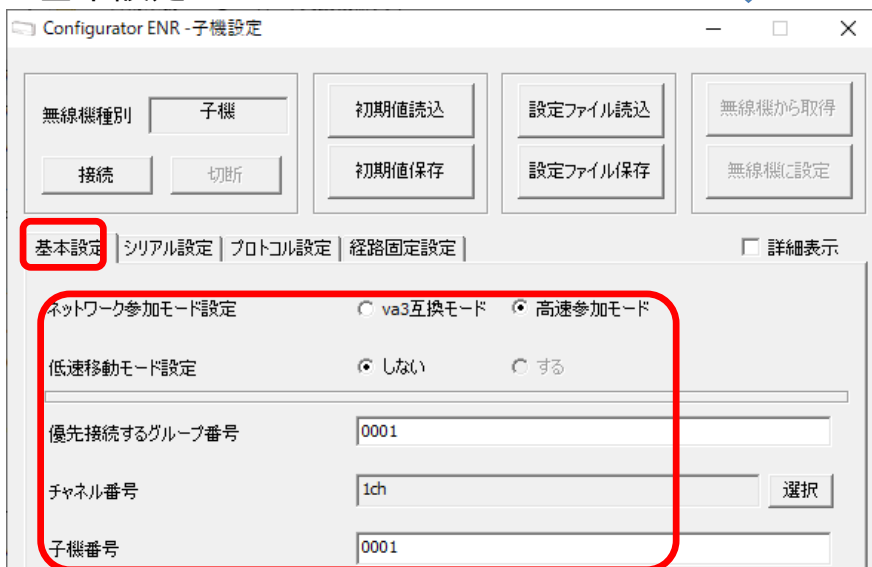 Configurator ENR -子機設定
無線機種別 子機 初期値読込 設定ファイル読込 無線機から取得
接続 切断 初期値保存 設定ファイル保存 無線機に設定
基本設定 シリアル設定 プロトコル設定 経路固定設定 詳細表示
ネットワーク参加モード設定 va3互換モード 高速参加モード
低速移動モード設定 しない する
優先接続するグループ番号 0001
チャネル番号 1ch 選択
子機番号 0001